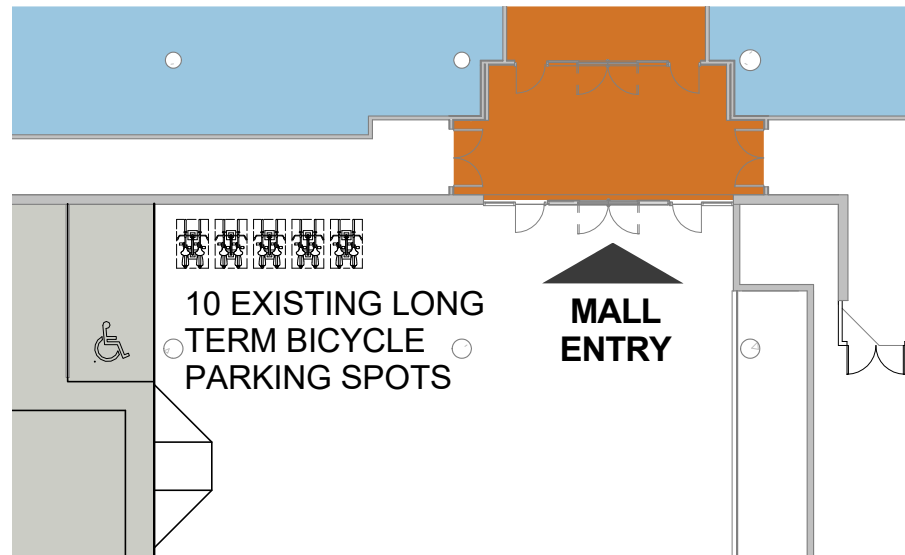 10 EXISTING LONG
TERM BICYCLE
PARKING SPOTS
MALL
ENTRY